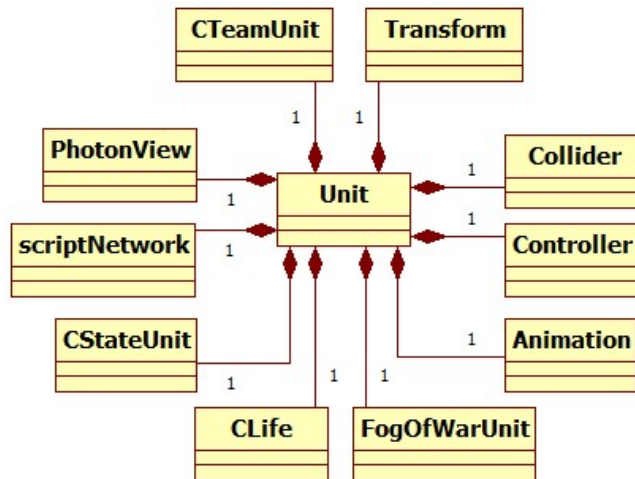 CTeamUnit
Transform
1
1
PhotonView
Collider
1
1
Unit
scriptNetwork
Controller
1
1
CStateUnit
Animation
1
1
1
1
CLife
FogOfWarUnit